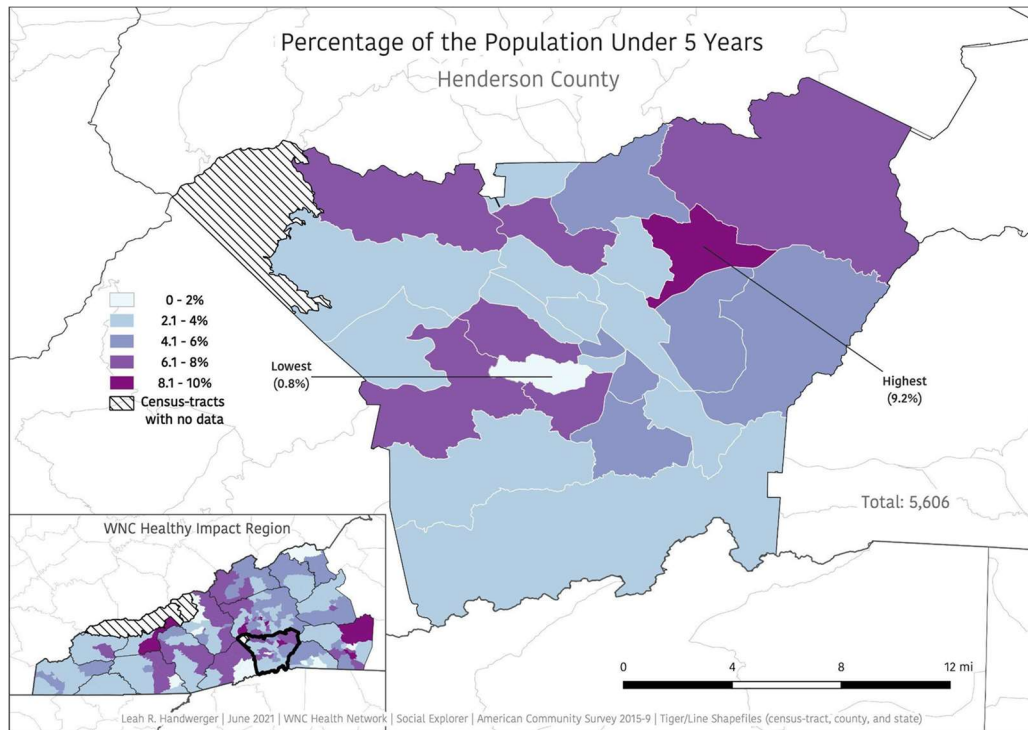 Percentage of the Population Under 5 Years
Henderson County
0 - 2%
2.1 - 4%
4.1 - 6%
6.1 - 8%
8.1 - 10%
Census-tracts
with no data
Lowest
(0.8%)
Highest
(9.2%)
Total: 5,606
WNC Healthy Impact Region
0 4 8 12 mi
Leah R. Handwerger | June 2021 | WNC Health Network | Social Explorer | American Community Survey 2015-9 | Tiger/Line Shapefiles (census-tract, county, and state)